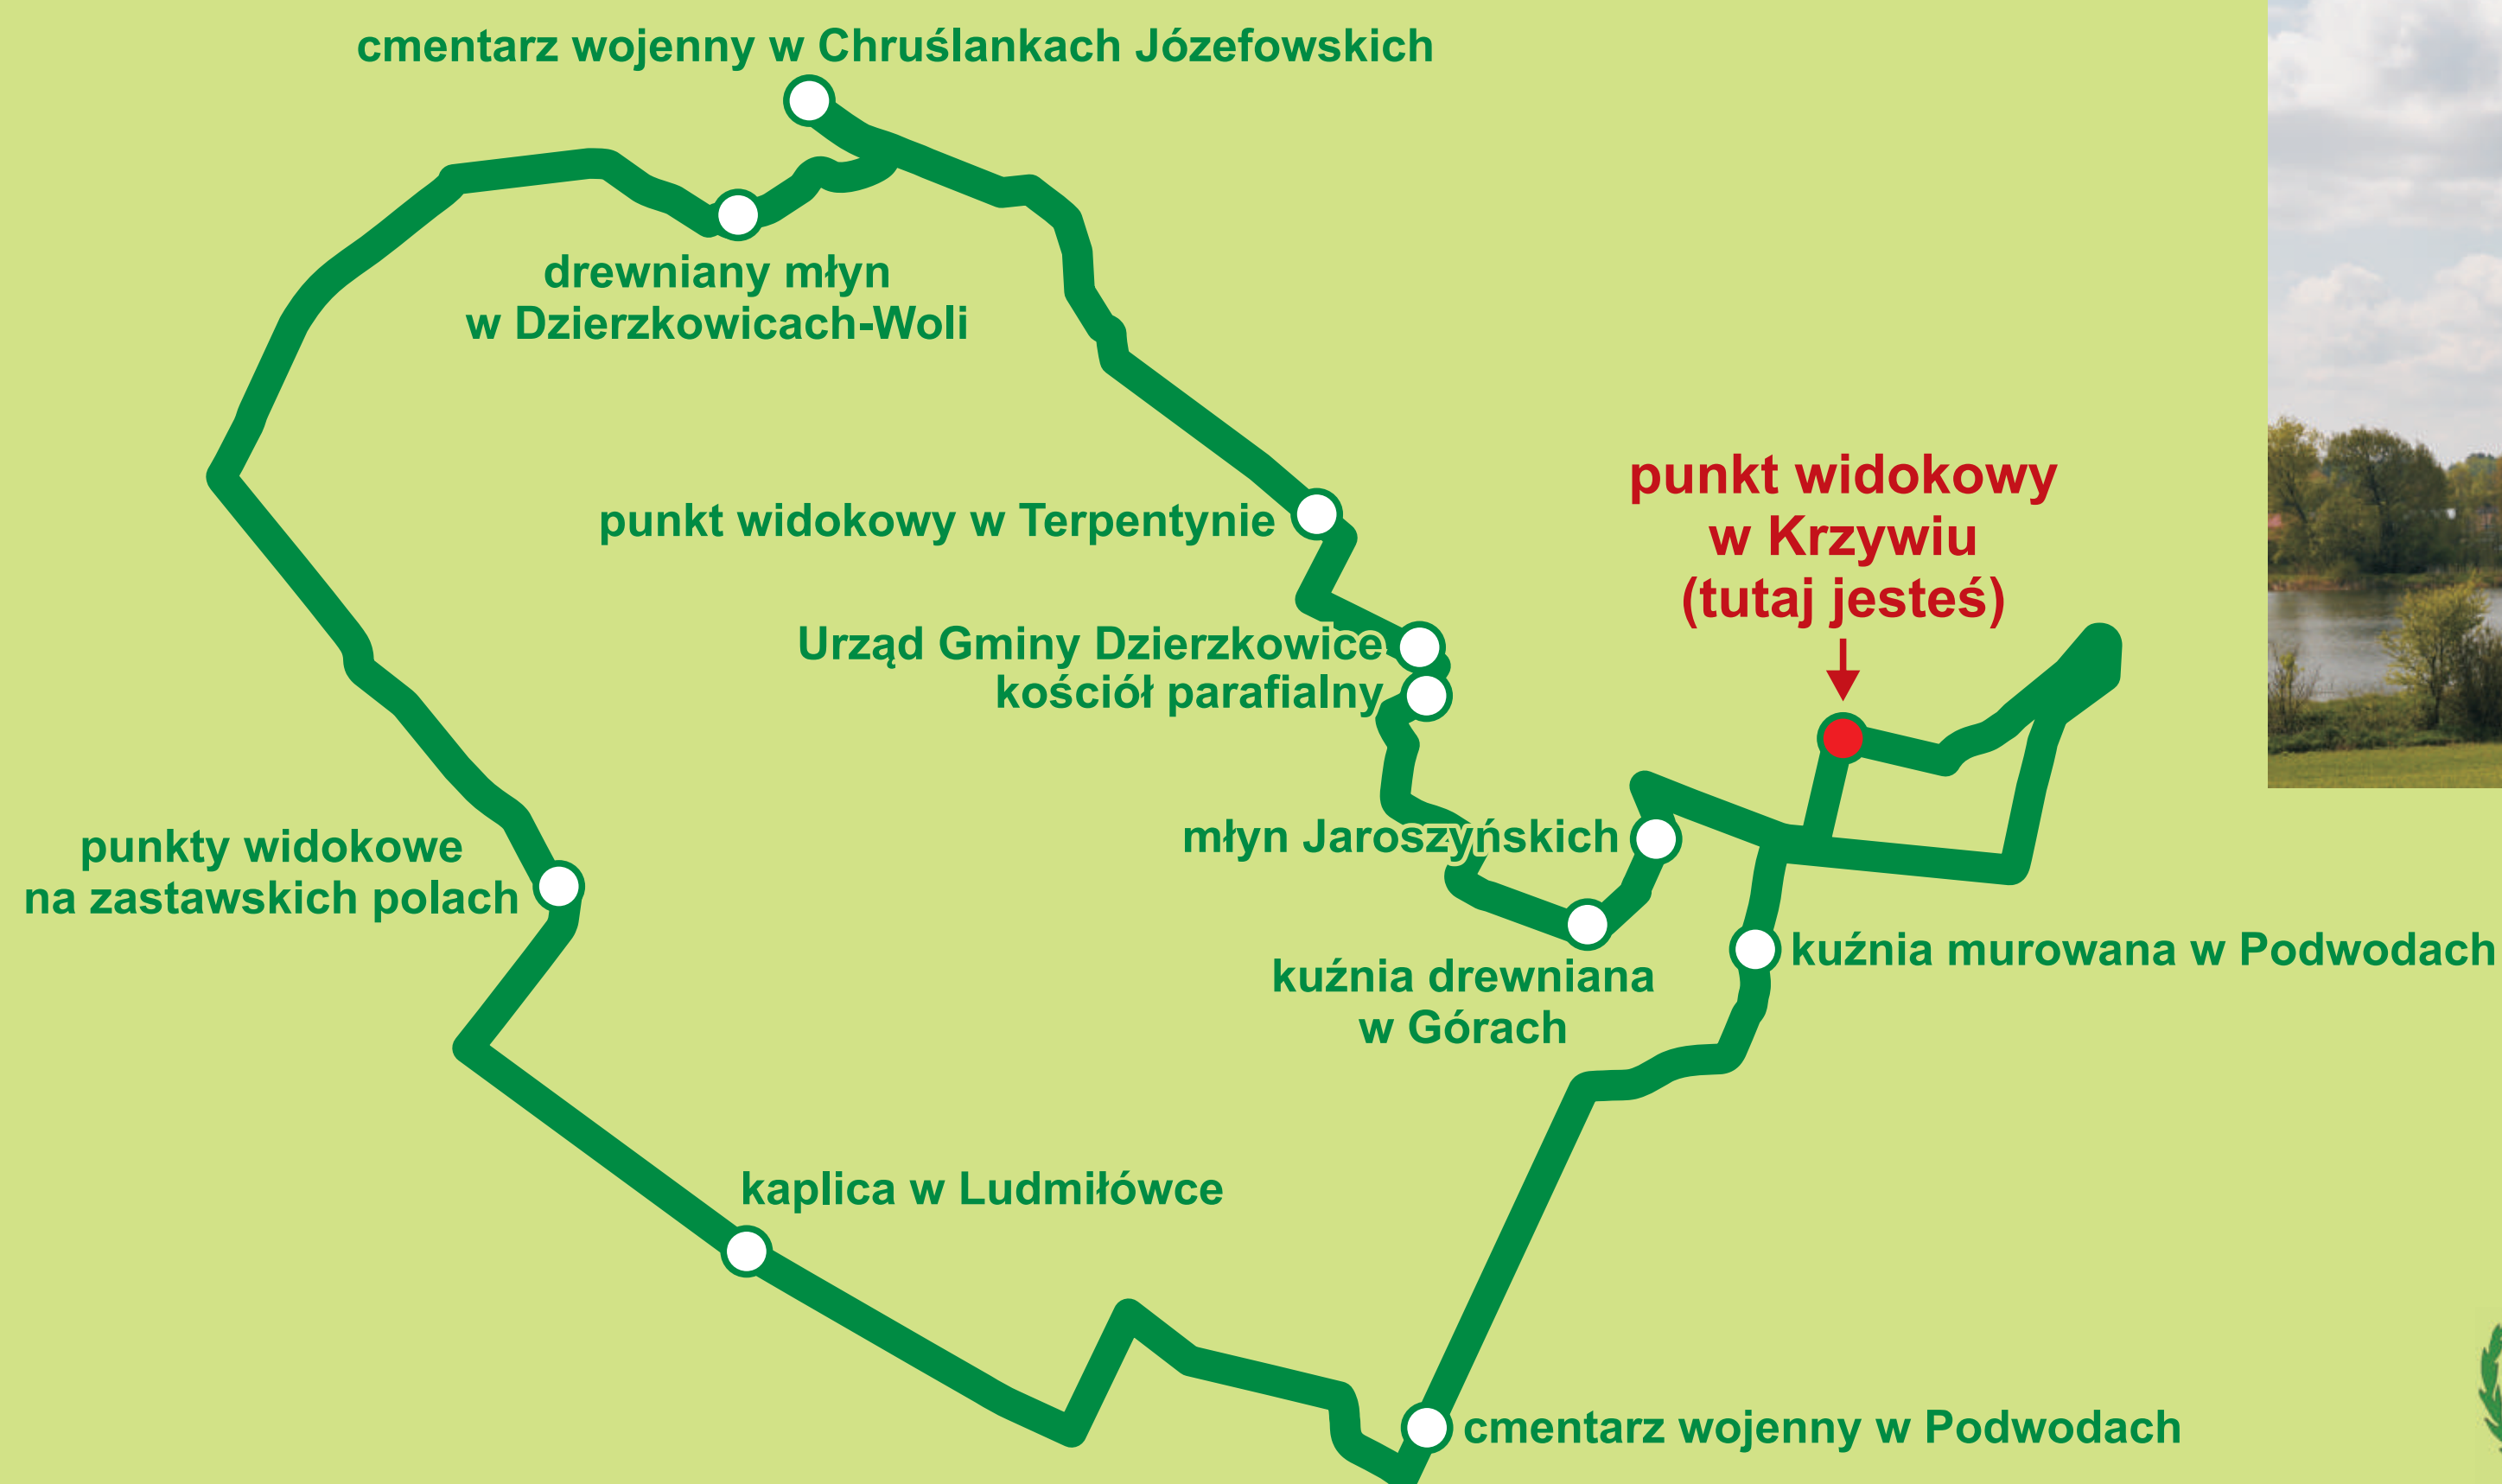 cmentarz wojenny w Chruślankach Józefowskich
drewniany młyn
w Dzierzkowicach-Woli
punkt widokowy w Terpentynie
punkt widokowy
w Krzywiu
(tutaj jesteś)
Urząd Gminy Dzierzkowice
kościół parafialny
młyn Jaroszyńskich
punkty widokowe
na zastawskich polach
kuźnia murowana w Podwodach
kuźnia drewniana
w Górach
kaplica w Ludmiłówce
cmentarz wojenny w Podwodach